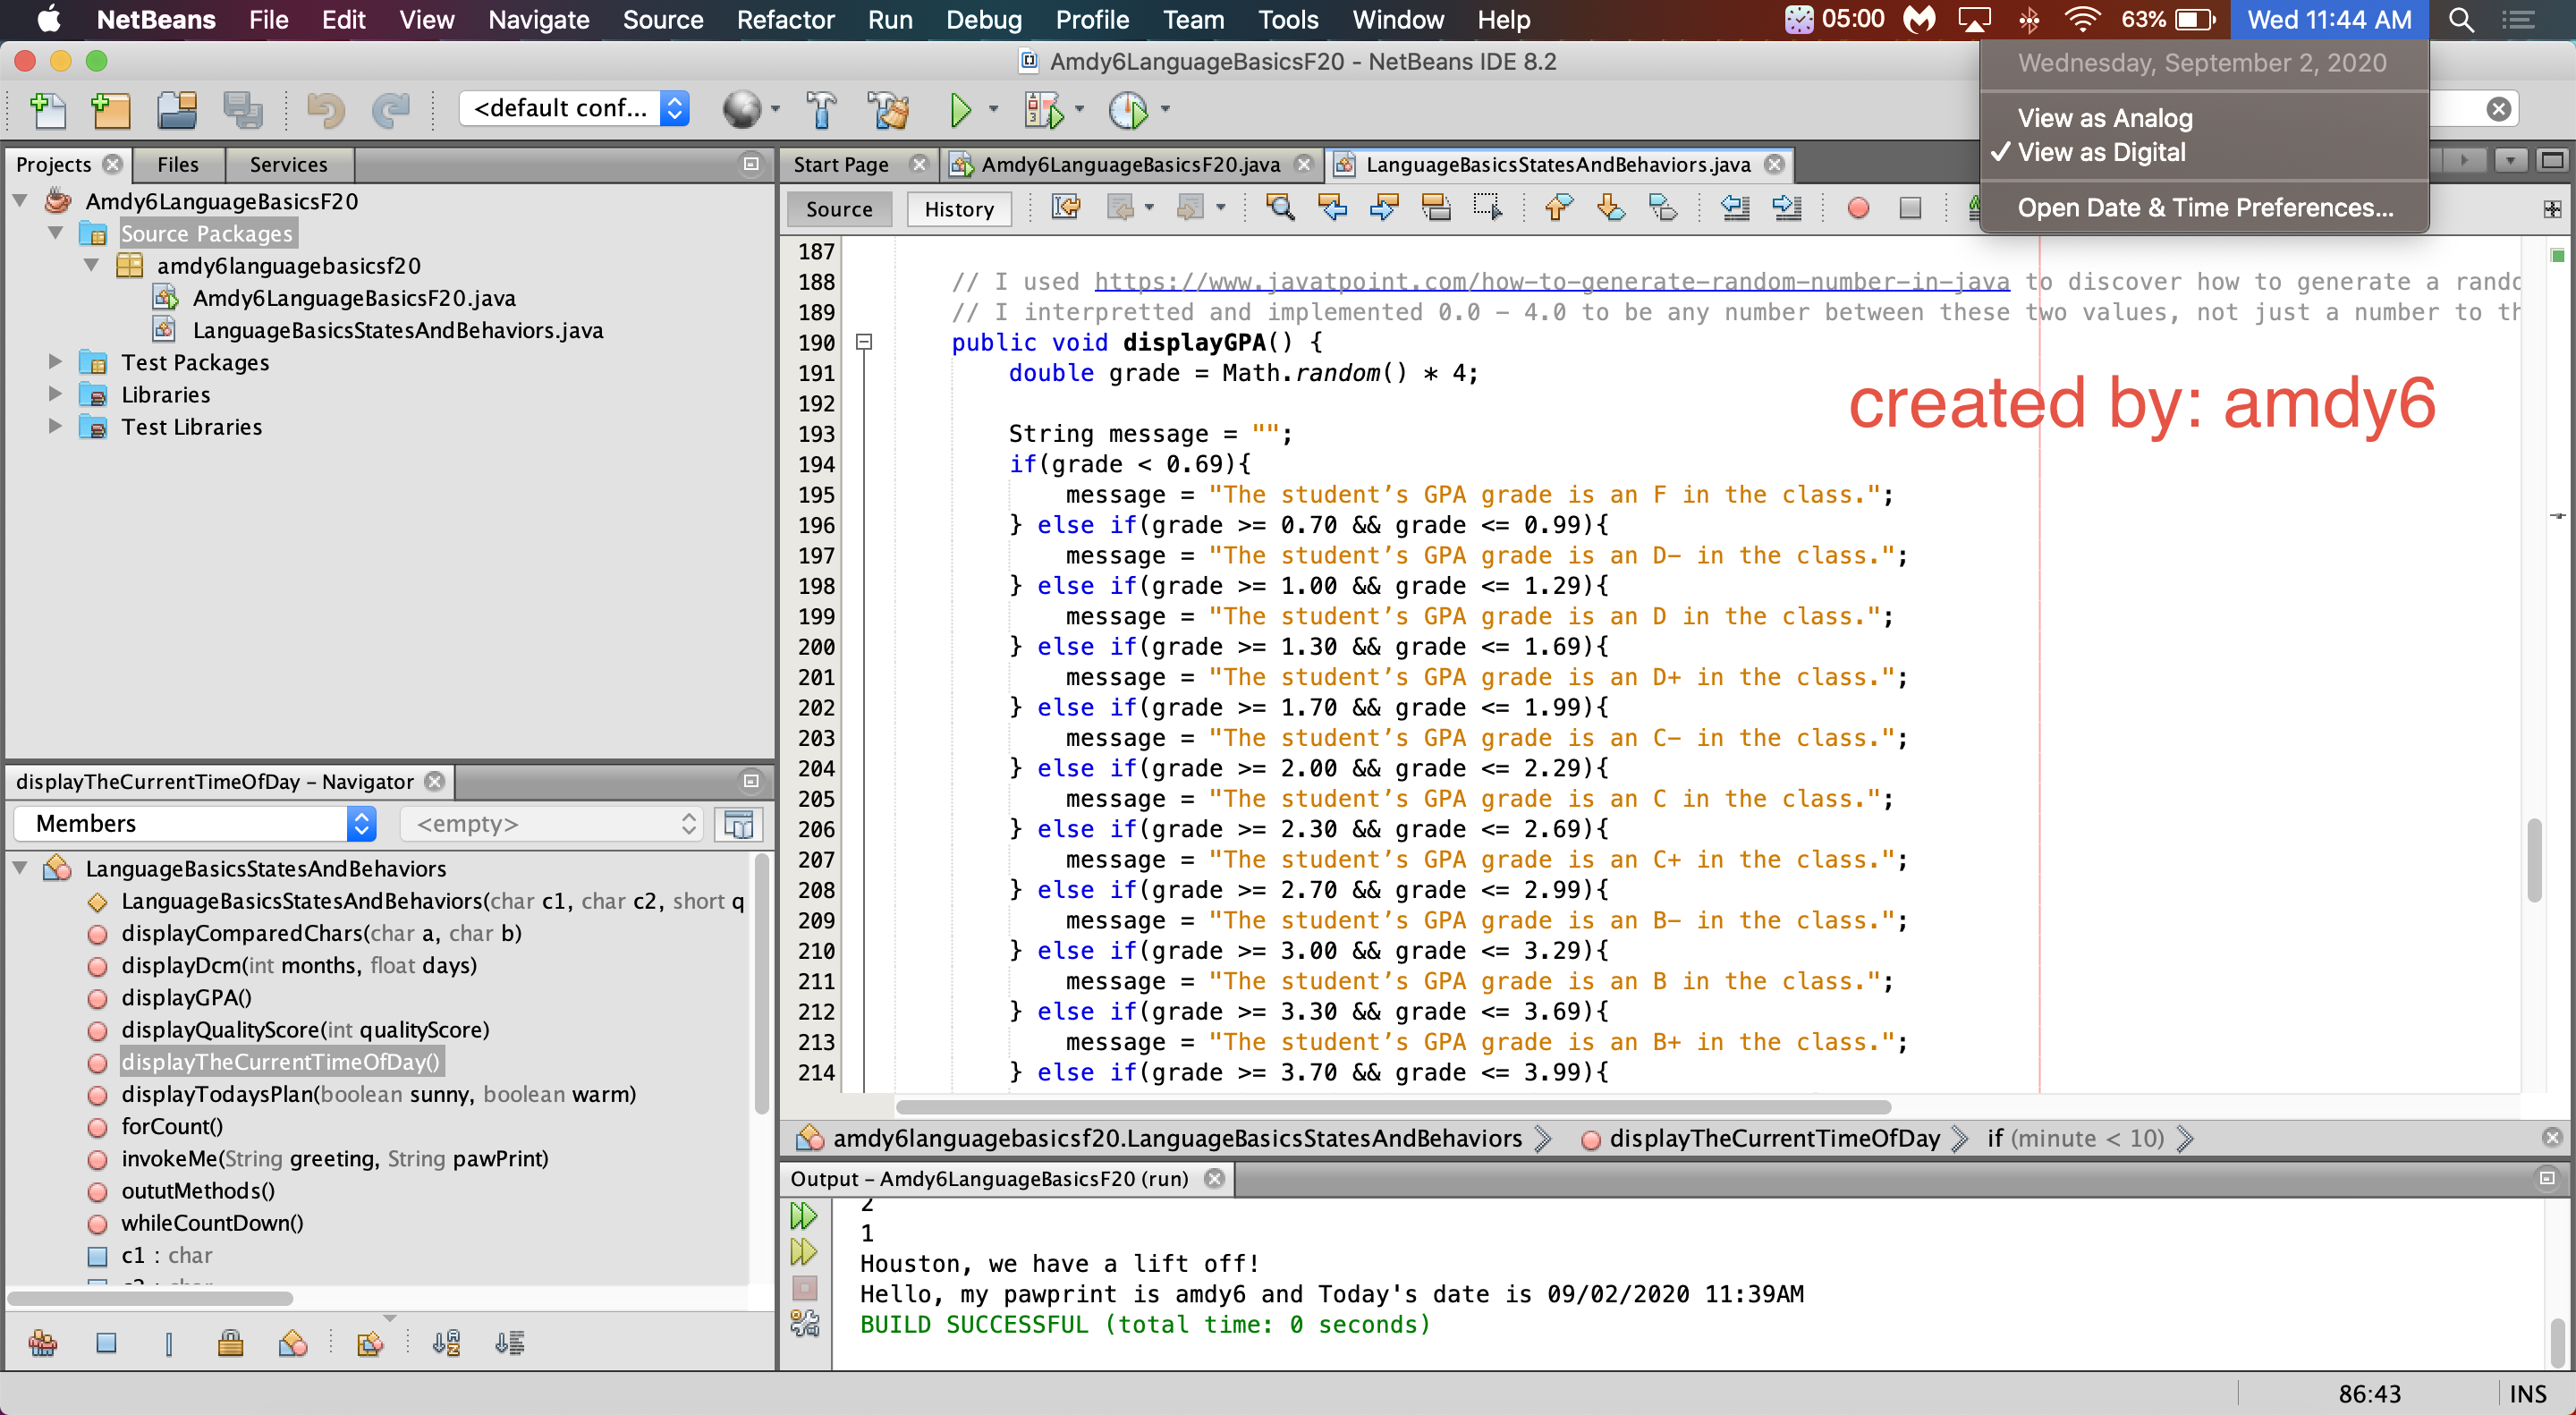 NetBeans File Edit View Navigate Source Refactor Run Debug Profile Team Tools Window Help 05:00 63% Wed 11:44 AM
Wednesday, September 2, 2020
View as Analog
✓ View as Digital
Open Date & Time Preferences...
Amdy6LanguageBasicsF20 - NetBeans IDE 8.2
<default conf...
Projects Files Services
Amdy6LanguageBasicsF20
Source Packages
amdy6languagebasicsf20
Amdy6LanguageBasicsF20.java
LanguageBasicsStatesAndBehaviors.java
Test Packages
Libraries
Test Libraries
displayTheCurrentTimeOfDay - Navigator
Members <empty>
LanguageBasicsStatesAndBehaviors
LanguageBasicsStatesAndBehaviors(char c1, char c2, short q
displayComparedChars(char a, char b)
displayDcm(int months, float days)
displayGPA()
displayQualityScore(int qualityScore)
displayTheCurrentTimeOfDay()
displayTodaysPlan(boolean sunny, boolean warm)
forCount()
invokeMe(String greeting, String pawPrint)
oututMethods()
whileCountDown()
c1 : char
Start Page Amdy6LanguageBasicsF20.java LanguageBasicsStatesAndBehaviors.java
Source History
187
188 // I used https://www.javatpoint.com/how-to-generate-random-number-in-java to discover how to generate a rando
189 // I interpretted and implemented 0.0 - 4.0 to be any number between these two values, not just a number to th
190 public void displayGPA() {
191 double grade = Math.random() * 4;
192
193 String message = "";
194 if(grade < 0.69){
195 message = "The student’s GPA grade is an F in the class.";
196 } else if(grade >= 0.70 && grade <= 0.99){
197 message = "The student’s GPA grade is an D- in the class.";
198 } else if(grade >= 1.00 && grade <= 1.29){
199 message = "The student’s GPA grade is an D in the class.";
200 } else if(grade >= 1.30 && grade <= 1.69){
201 message = "The student’s GPA grade is an D+ in the class.";
202 } else if(grade >= 1.70 && grade <= 1.99){
203 message = "The student’s GPA grade is an C- in the class.";
204 } else if(grade >= 2.00 && grade <= 2.29){
205 message = "The student’s GPA grade is an C in the class.";
206 } else if(grade >= 2.30 && grade <= 2.69){
207 message = "The student’s GPA grade is an C+ in the class.";
208 } else if(grade >= 2.70 && grade <= 2.99){
209 message = "The student’s GPA grade is an B- in the class.";
210 } else if(grade >= 3.00 && grade <= 3.29){
211 message = "The student’s GPA grade is an B in the class.";
212 } else if(grade >= 3.30 && grade <= 3.69){
213 message = "The student’s GPA grade is an B+ in the class.";
214 } else if(grade >= 3.70 && grade <= 3.99){
created by: amdy6
amdy6languagebasicsf20.LanguageBasicsStatesAndBehaviors displayTheCurrentTimeOfDay if (minute < 10)
Output - Amdy6LanguageBasicsF20 (run)
2
1
Houston, we have a lift off!
Hello, my pawprint is amdy6 and Today's date is 09/02/2020 11:39AM
BUILD SUCCESSFUL (total time: 0 seconds)
86:43 INS